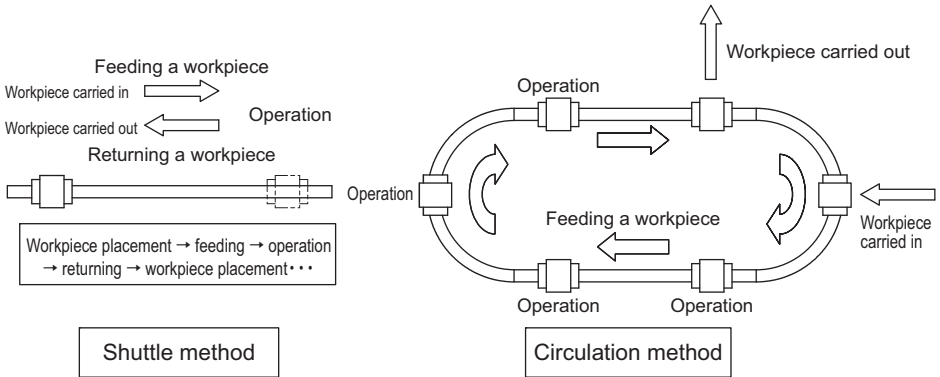 Feeding a workpiece
Workpiece carried in
Workpiece carried out
Operation
Returning a workpiece
Workpiece placement → feeding → operation
→ returning → workpiece placement・・・
Shuttle method
Workpiece carried out
Operation
Operation
Feeding a workpiece
Workpiece
carried in
Operation
Operation
Circulation method